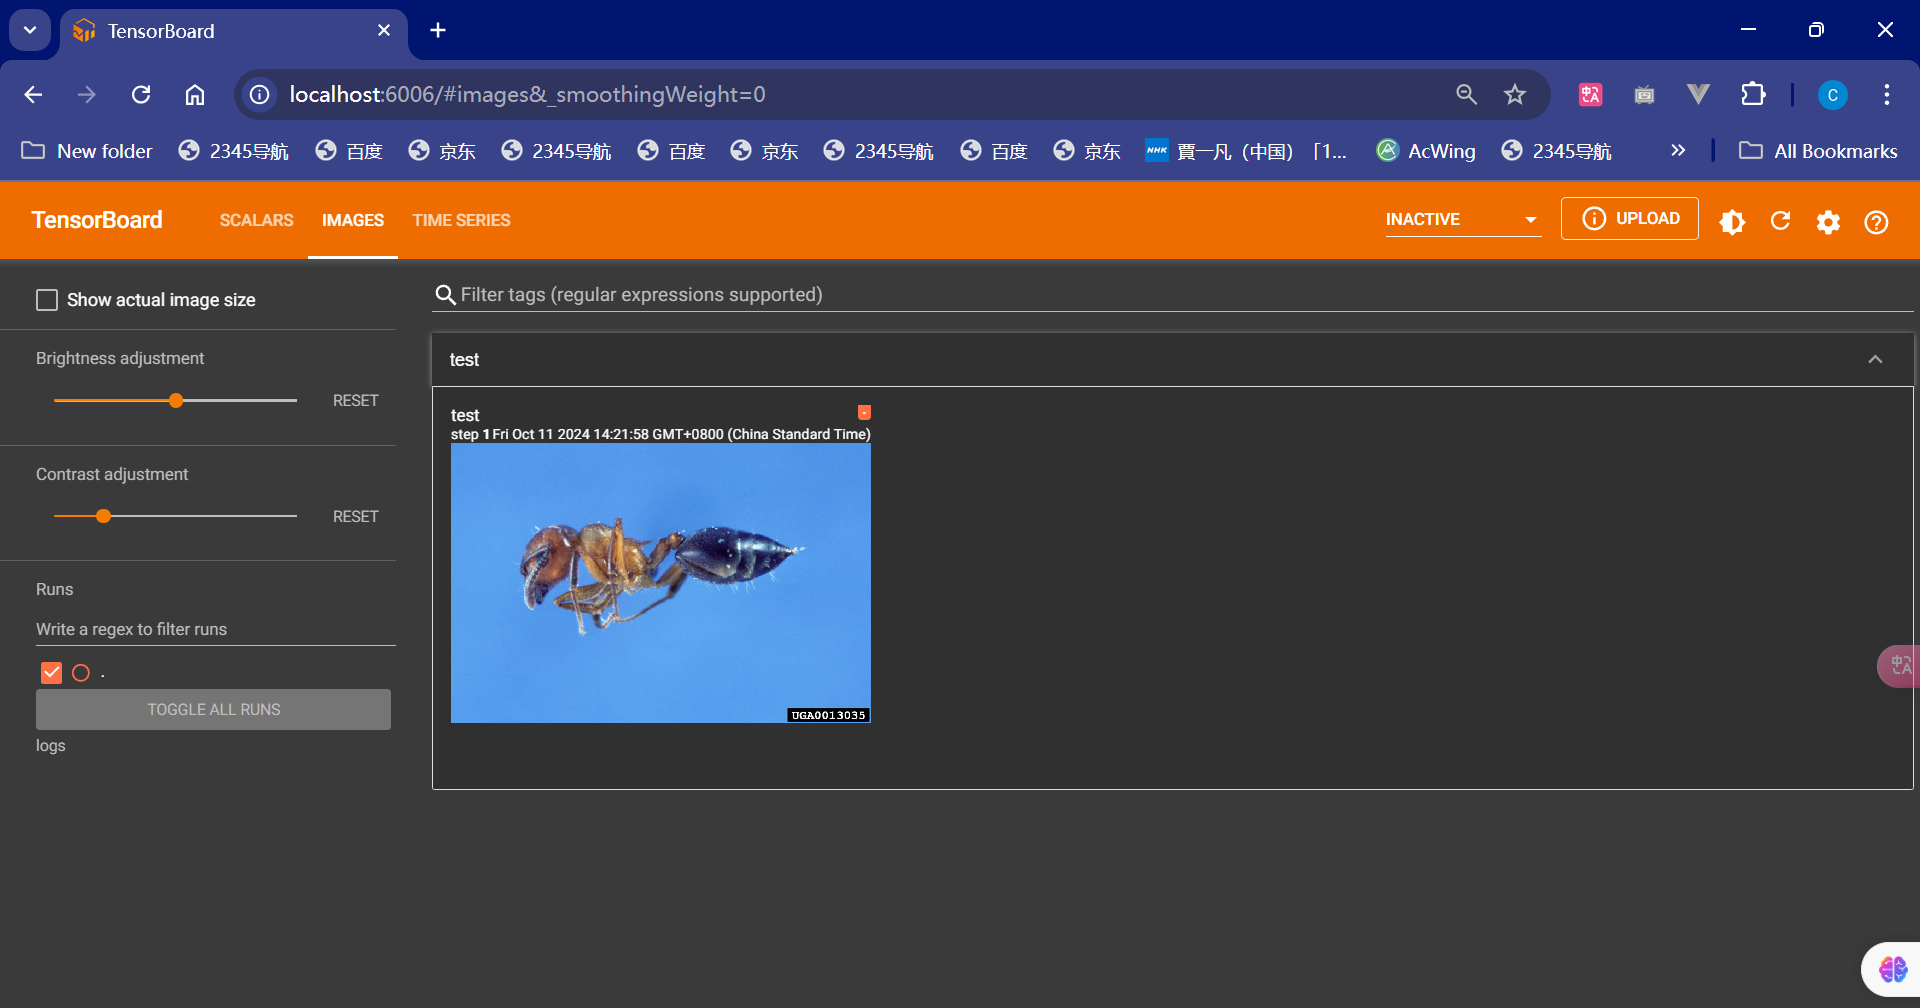 TensorBoard
localhost:6006/#images&_smoothingWeight=0
C
New folder 2345导航 百度 京东 2345导航 百度 京东 2345导航 百度 京东 NHK 賈一凡（中国）「1... AcWing 2345导航 » All Bookmarks
TensorBoard SCALARS IMAGES TIME SERIES INACTIVE UPLOAD
Show actual image size
Filter tags (regular expressions supported)
Brightness adjustment
RESET
Contrast adjustment
RESET
Runs
Write a regex to filter runs
.
TOGGLE ALL RUNS
logs
test
test
step 1 Fri Oct 11 2024 14:21:58 GMT+0800 (China Standard Time)
UGA0013035
中A